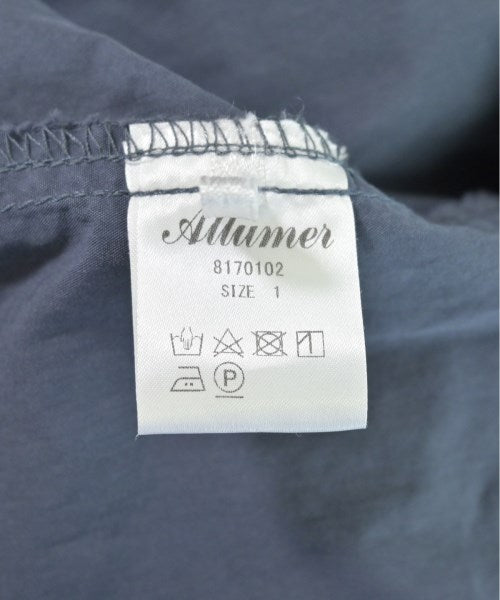 Allumer
8170102
SIZE 1
P